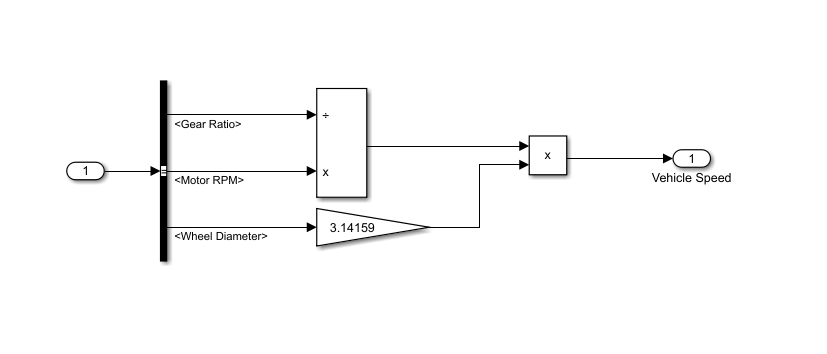 ÷
<Gear Ratio>
1
<Motor RPM>
x
<Wheel Diameter>
3.14159
x
1
Vehicle Speed